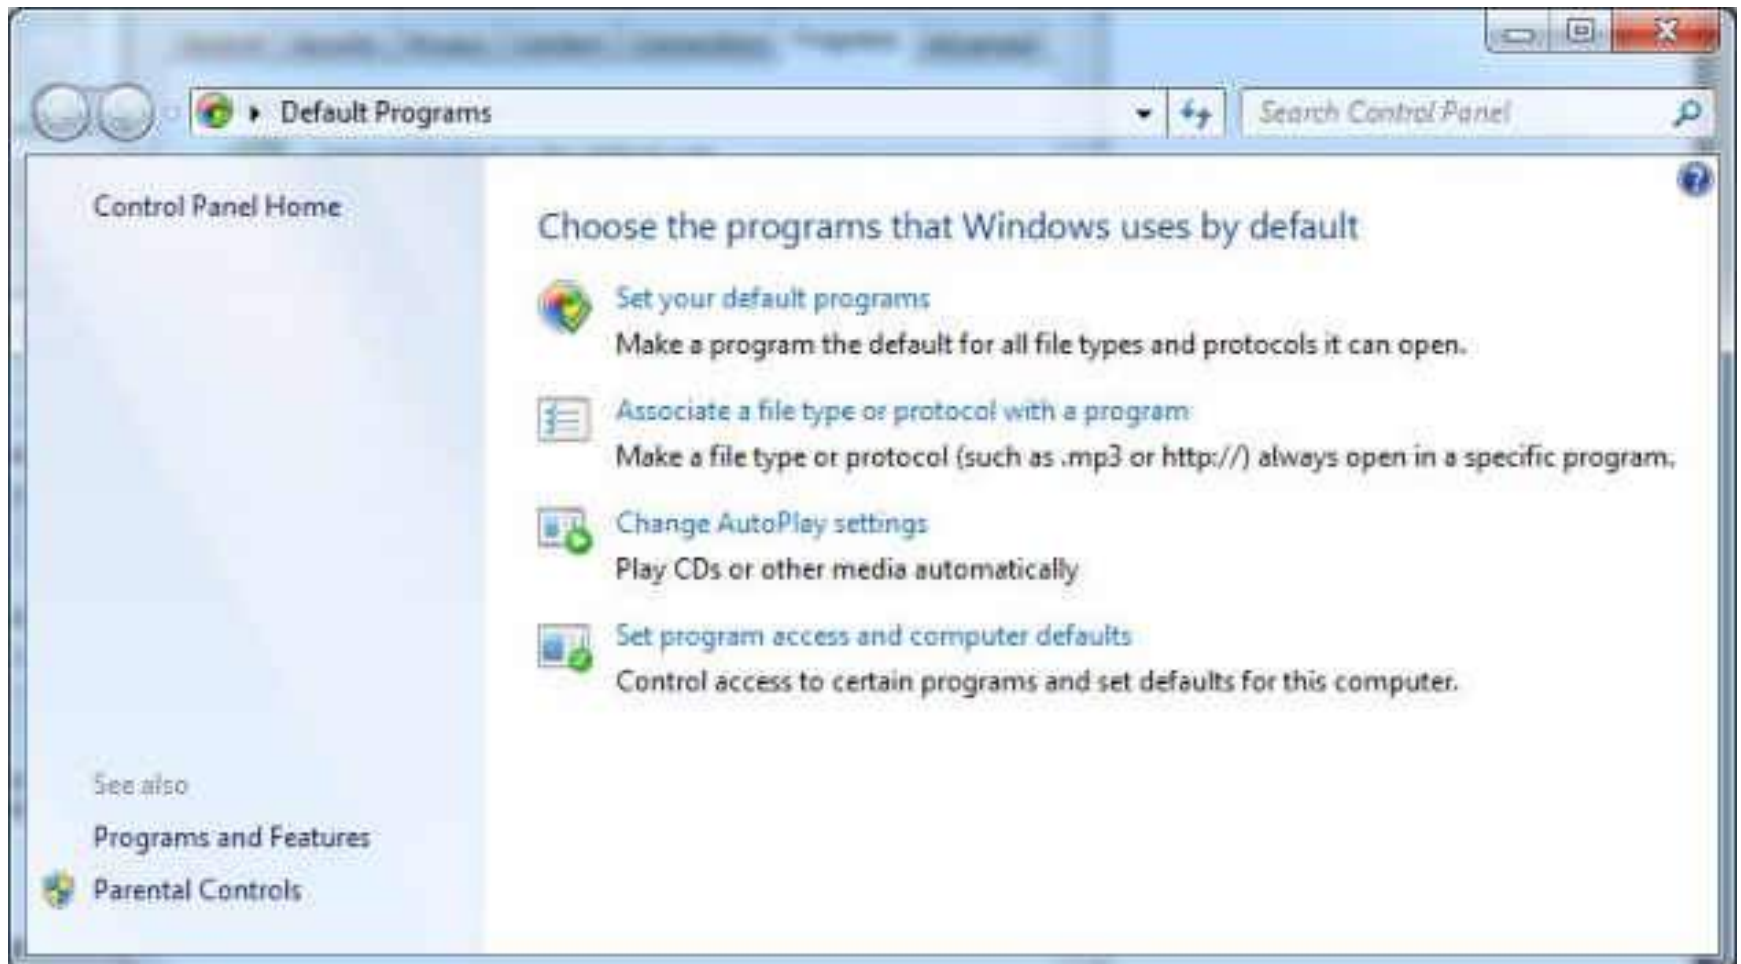 Default Programs
Search Control Panel
Control Panel Home
Choose the programs that Windows uses by default
Set your default programs
Make a program the default for all file types and protocols it can open.
Associate a file type or protocol with a program
Make a file type or protocol (such as .mp3 or http://) always open in a specific program.
Change AutoPlay settings
Play CDs or other media automatically
Set program access and computer defaults
Control access to certain programs and set defaults for this computer.
See also
Programs and Features
Parental Controls